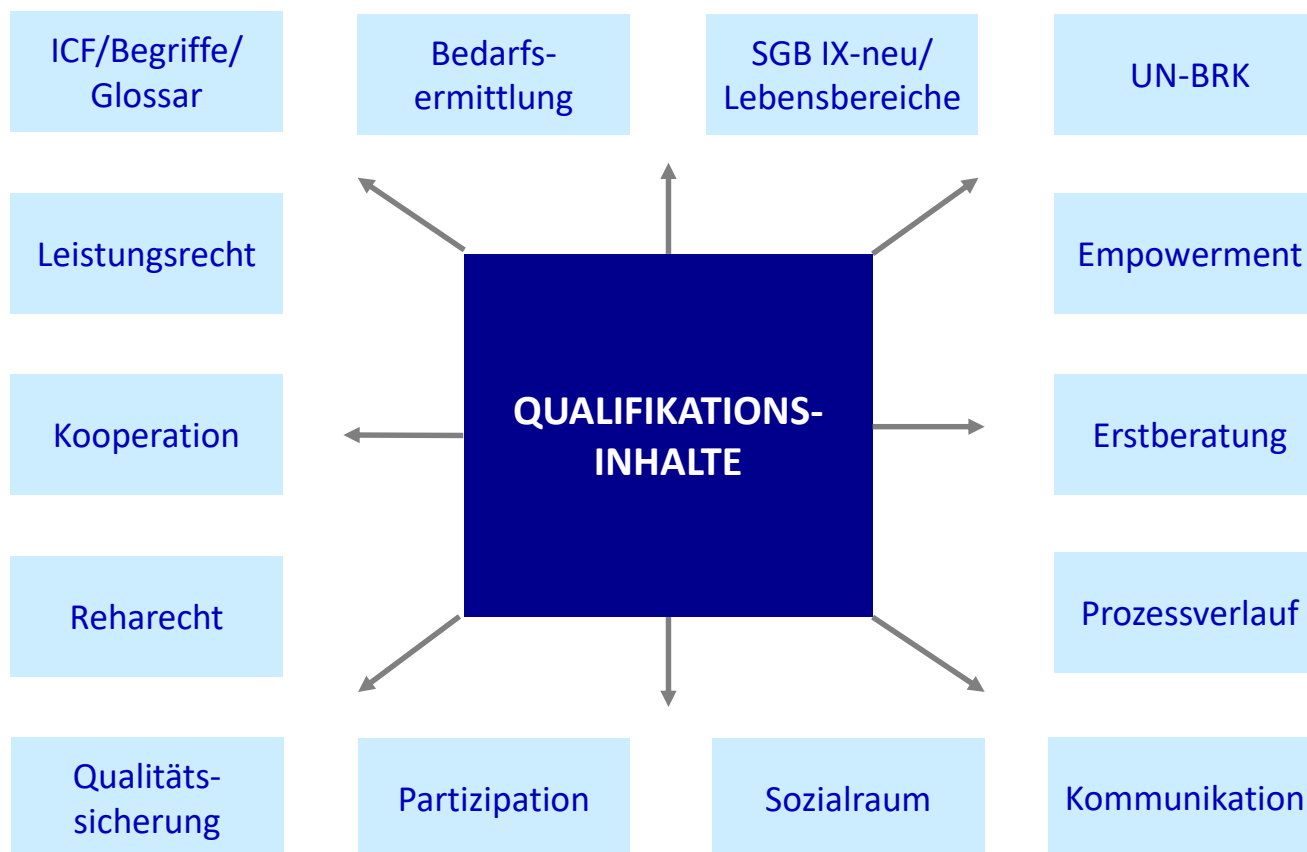 ICF/Begriffe/
Glossar
Bedarfs-
ermittlung
SGB IX-neu/
Lebensbereiche
UN-BRK
Leistungsrecht
Empowerment
QUALIFIKATIONS-
INHALTE
Kooperation
Erstberatung
Reharecht
Prozessverlauf
Qualitäts-
sicherung
Partizipation
Sozialraum
Kommunikation